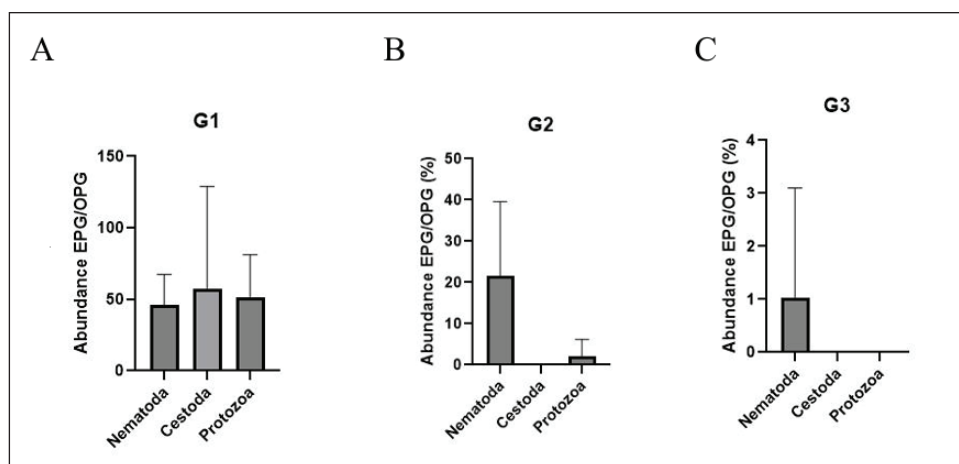 A
G1
Abundance EPG/OPG
150
100
50
0
Nematoda
Cestoda
Protozoa
B
G2
Abundance EPG/OPG (%)
50
40
30
20
10
0
Nematoda
Cestoda
Protozoa
C
G3
Abundance EPG/OPG (%)
4
3
2
1
0
Nematoda
Cestoda
Protozoa